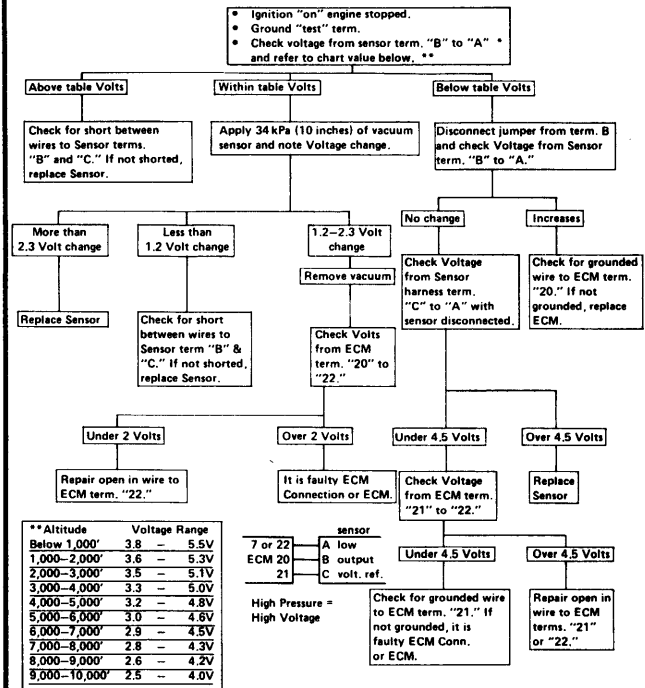 • Ignition "on" engine stopped.
• Ground "test" term.
• Check voltage from sensor term. "B" to "A" *
and refer to chart value below. **
Above table Volts
Within table Volts
Below table Volts
Check for short between
wires to Sensor terms.
"B" and "C." If not shorted,
replace Sensor.
Apply 34 kPa (10 inches) of vacuum
sensor and note Voltage change.
Disconnect jumper from term. B
and check Voltage from Sensor
term. "B" to "A."
More than
2.3 Volt change
Less than
1.2 Volt change
1.2–2.3 Volt
change
No change
Increases
Remove vacuum
Replace Sensor
Check for short
between wires to
Sensor term "B" &
"C." If not shorted,
replace Sensor.
Check Volts
from ECM
term. "20" to
"22."
Check Voltage
from Sensor
harness term.
"C" to "A" with
sensor disconnected.
Check for grounded
wire to ECM term.
"20." If not
grounded, replace
ECM.
Under 2 Volts
Over 2 Volts
Under 4.5 Volts
Over 4.5 Volts
Repair open in wire to
ECM term. "22."
It is faulty ECM
Connection or ECM.
Check Voltage
from ECM term.
"21" to "22."
Replace
Sensor
Under 4.5 Volts
Over 4.5 Volts
Check for grounded wire
to ECM term. "21." If
not grounded, it is
faulty ECM Conn.
or ECM.
Repair open in
wire to ECM
terms. "21"
or "22."
**Altitude Voltage Range
Below 1,000' 3.8 – 5.5V
1,000–2,000' 3.6 – 5.3V
2,000–3,000' 3.5 – 5.1V
3,000–4,000' 3.3 – 5.0V
4,000–5,000' 3.2 – 4.8V
5,000–6,000' 3.0 – 4.6V
6,000–7,000' 2.9 – 4.5V
7,000–8,000' 2.8 – 4.3V
8,000–9,000' 2.6 – 4.2V
9,000–10,000' 2.5 – 4.0V
sensor
7 or 22 A low
ECM 20 B output
21 C volt. ref.
High Pressure =
High Voltage